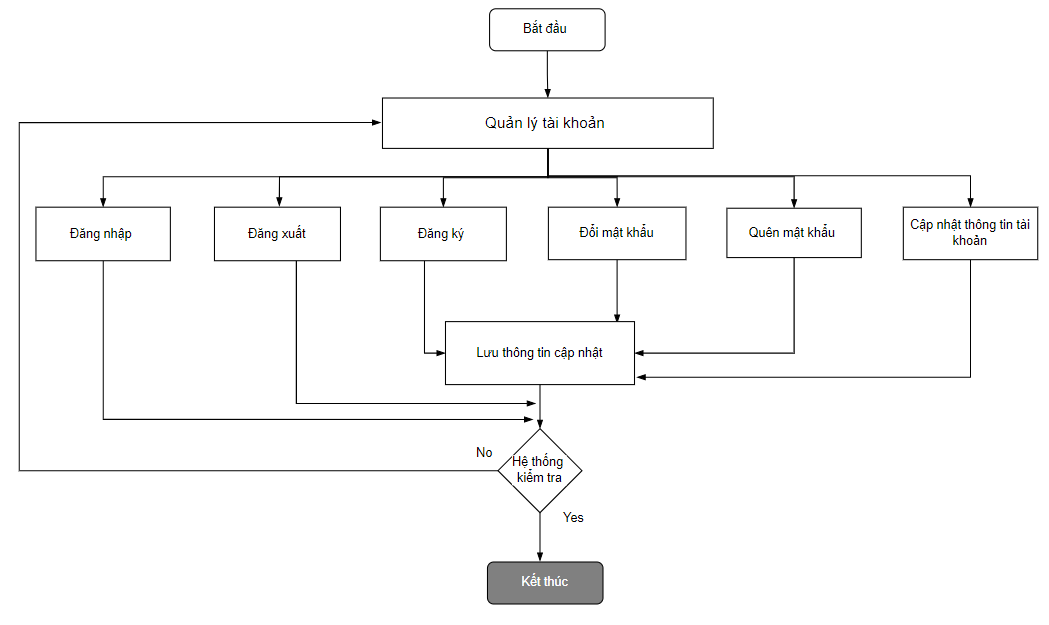 Bắt đầu
Quản lý tài khoản
Đăng nhập
Đăng xuất
Đăng ký
Đổi mật khẩu
Quên mật khẩu
Cập nhật thông tin tài
khoản
Lưu thông tin cập nhật
No
Hệ thống
kiểm tra
Yes
Kết thúc